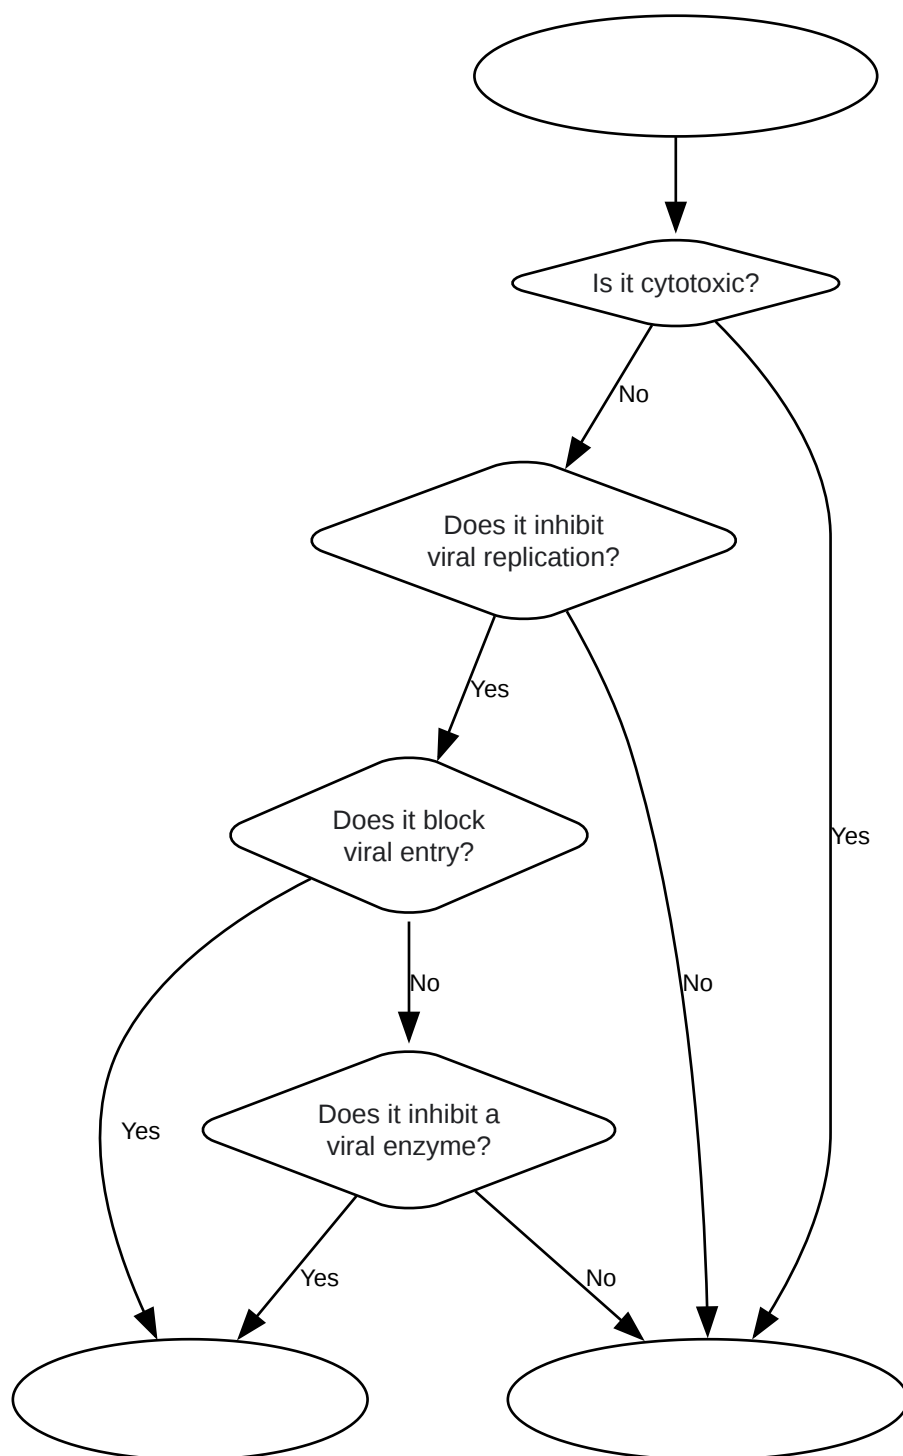 Is it cytotoxic?
No
Does it inhibit
viral replication?
Yes
Does it block
viral entry?
Yes
No
No
Does it inhibit a
viral enzyme?
Yes
Yes
No